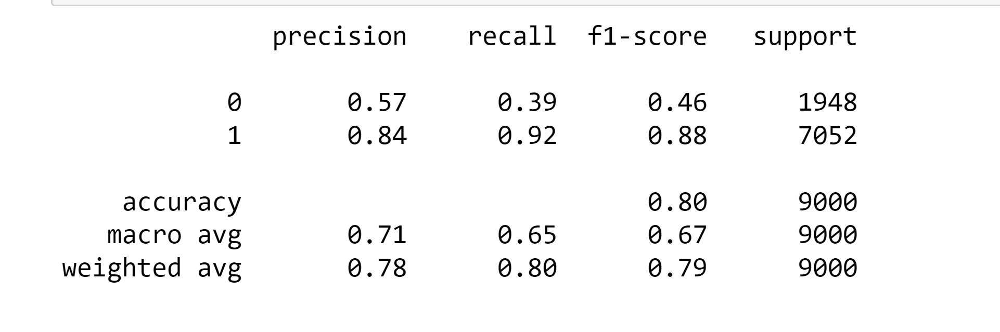 precision recall f1-score support
0 0.57 0.39 0.46 1948
1 0.84 0.92 0.88 7052
accuracy 0.80 9000
macro avg 0.71 0.65 0.67 9000
weighted avg 0.78 0.80 0.79 9000